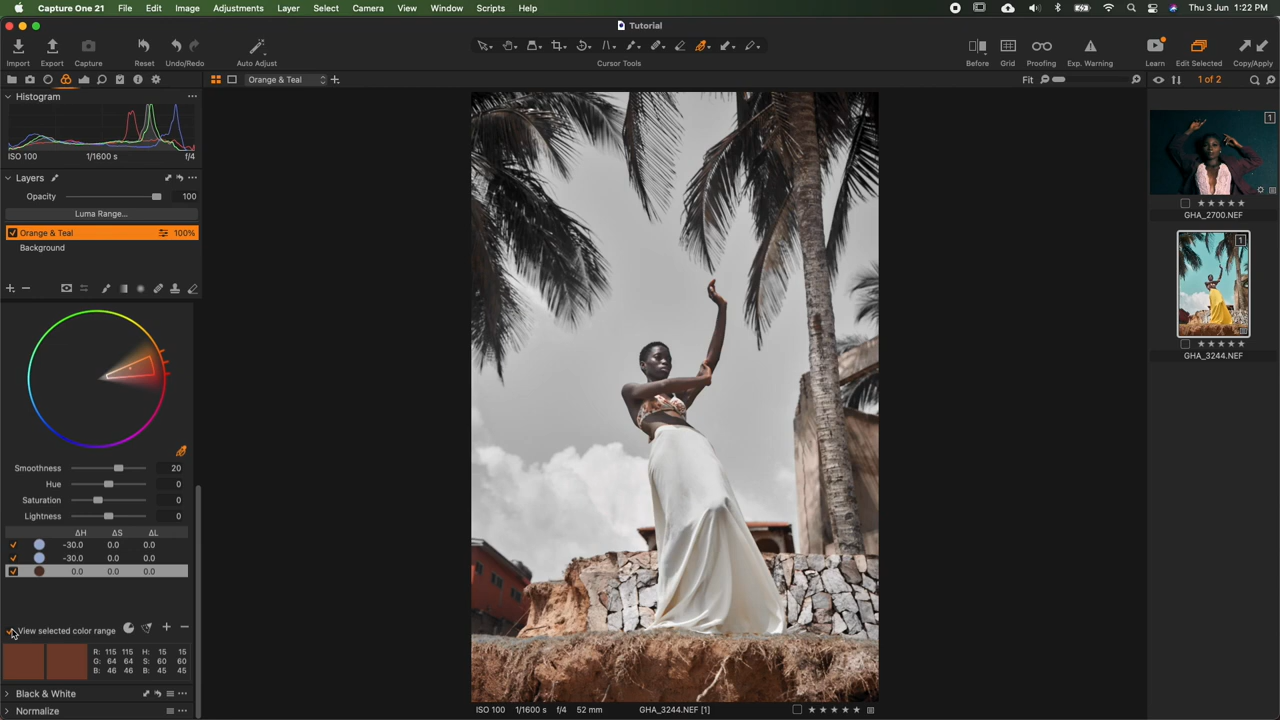 Capture One 21 File Edit Image Adjustments Layer Select Camera View Window Scripts Help Thu 3 Jun 1:22 PM
Tutorial
Import Export Capture Reset Undo/Redo Auto Adjust Cursor Tools Before Grid Proofing Exp. Warning Learn Edit Selected Copy/Apply
Orange & Teal Fit 1 of 2
Histogram
ISO 100 1/1600 s f/4
Layers
Opacity 100
Luma Range...
Orange & Teal 100%
Background
1
GHA_2700.NEF
1
GHA_3244.NEF
Smoothness 20
Hue 0
Saturation 0
Lightness 0
ΔH ΔS ΔL
-30.0 0.0 0.0
-30.0 0.0 0.0
0.0 0.0 0.0
View selected color range
R: 115 115 H: 15 15
G: 64 64 S: 60 60
B: 46 46 B: 45 45
Black & White
Normalize
ISO 100 1/1600 s f/4 52 mm GHA_3244.NEF [1]